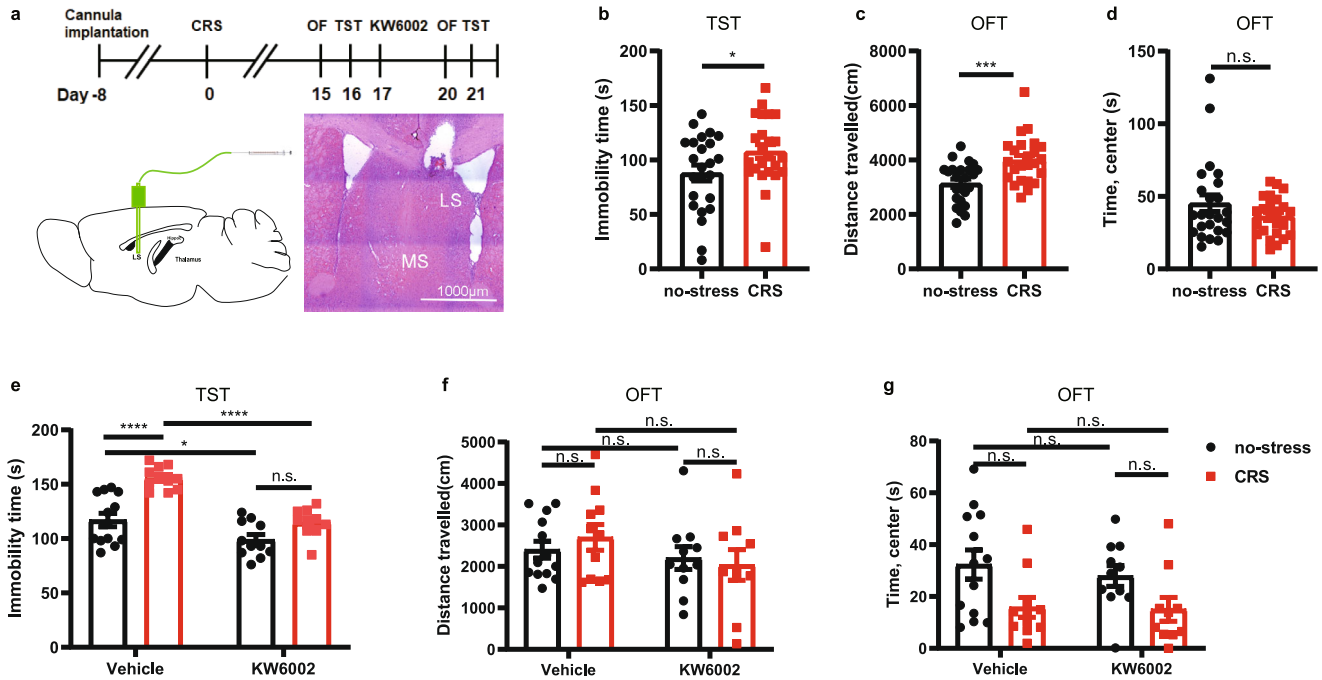 a
Cannula
implantation
CRS
OF TST KW6002 OF TST
Day -8
0
15 16 17 20 21
LS
Hippo
Thalamus
LS
MS
1000μm
b
TST
Immobility time (s)
200
150
100
50
0
*
no-stress CRS
c
OFT
Distance travelled(cm)
8000
6000
4000
2000
0
***
no-stress CRS
d
OFT
Time, center (s)
150
100
50
0
n.s.
no-stress CRS
e
TST
Immobility time (s)
200
150
100
50
0
****
****
*
n.s.
Vehicle KW6002
f
OFT
Distance travelled(cm)
5000
4000
3000
2000
1000
0
n.s.
n.s.
n.s.
n.s.
Vehicle KW6002
g
OFT
Time, center (s)
80
60
40
20
0
n.s.
n.s.
n.s.
n.s.
Vehicle KW6002
no-stress
CRS